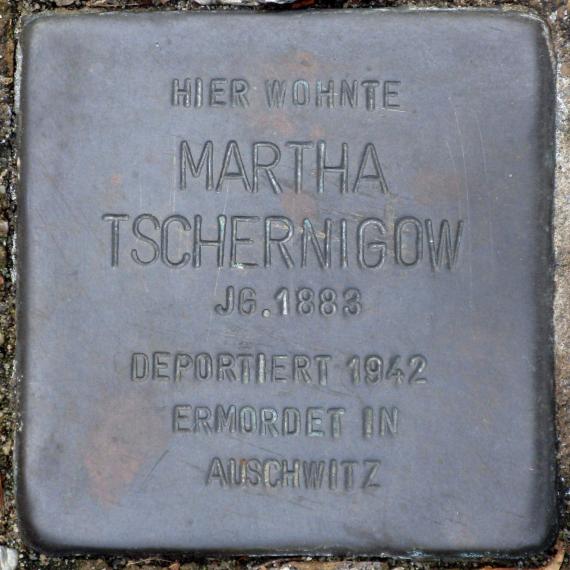 HIER WOHNTE
MARTHA
TSCHERNIGOW
JG.1883
DEPORTIERT 1942
ERMORDET IN
AUSCHWITZ